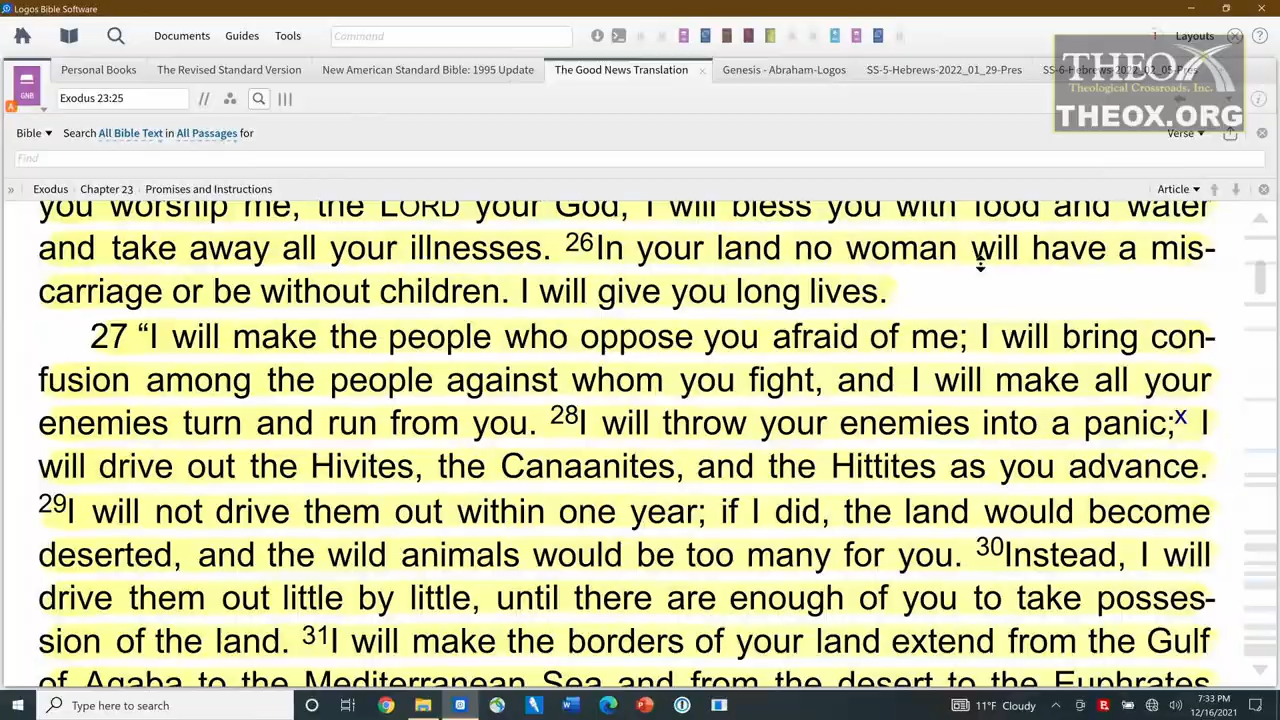 Logos Bible Software
Documents Guides Tools Command Layouts
Personal Books The Revised Standard Version New American Standard Bible: 1995 Update The Good News Translation Genesis - Abraham-Logos SS-5-Hebrews-2022_01_29-Pres SS-6-Hebrews-2022_02_05-Pres
THEOX
Theological Crossroads, Inc.
THEOX.ORG
GNB
Exodus 23:25
Bible Search All Bible Text in All Passages for Verse
Find
Exodus Chapter 23 Promises and Instructions Article
you worship me, the LORD your God, I will bless you with food and water
and take away all your illnesses. 26In your land no woman will have a mis-
carriage or be without children. I will give you long lives.
27 “I will make the people who oppose you afraid of me; I will bring con-
fusion among the people against whom you fight, and I will make all your
enemies turn and run from you. 28I will throw your enemies into a panic;x I
will drive out the Hivites, the Canaanites, and the Hittites as you advance.
29I will not drive them out within one year; if I did, the land would become
deserted, and the wild animals would be too many for you. 30Instead, I will
drive them out little by little, until there are enough of you to take posses-
sion of the land. 31I will make the borders of your land extend from the Gulf
of Aqaba to the Mediterranean Sea and from the desert to the Euphrates
Type here to search 11°F Cloudy 7:33 PM
12/16/2021